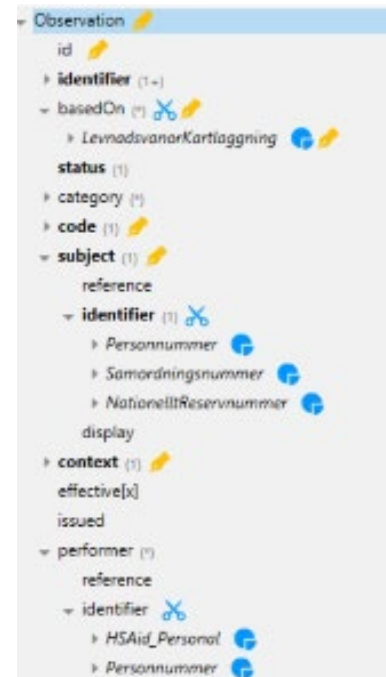 Observation
id
identifier (1+)
basedOn (*)
LevnadsvanorKartlaggning
status (1)
category (*)
code (1)
subject (1)
reference
identifier (1)
Personnummer
Samordningsnummer
NationelltReservnummer
display
context (1)
effective[x]
issued
performer (*)
reference
identifier
HSAid_Personal
Personnummer